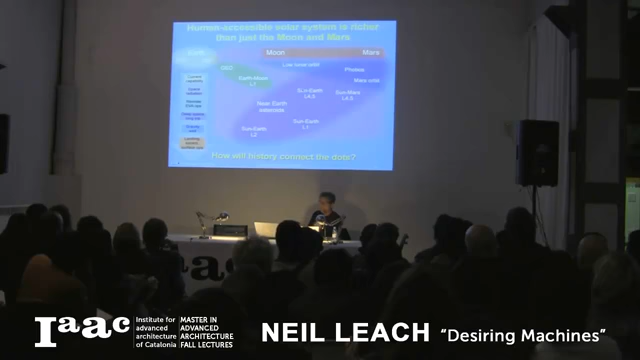 Human-accessible solar system is richer
than just the Moon and Mars
Earth
Moon
Mars
Low lunar orbit
GEO
Phobos
Earth-Moon
L1
Mars orbit
Sun-Mars
L4,5
Near Earth
asteroids
Sun-Earth
L1
Sun-Earth
L2
How will history connect the dots?
Iaac
Iaac
Institute for
advanced
architecture
of Catalonia
MASTER IN
ADVANCED
ARCHITECTURE
FALL LECTURES
NEIL LEACH "Desiring Machines"